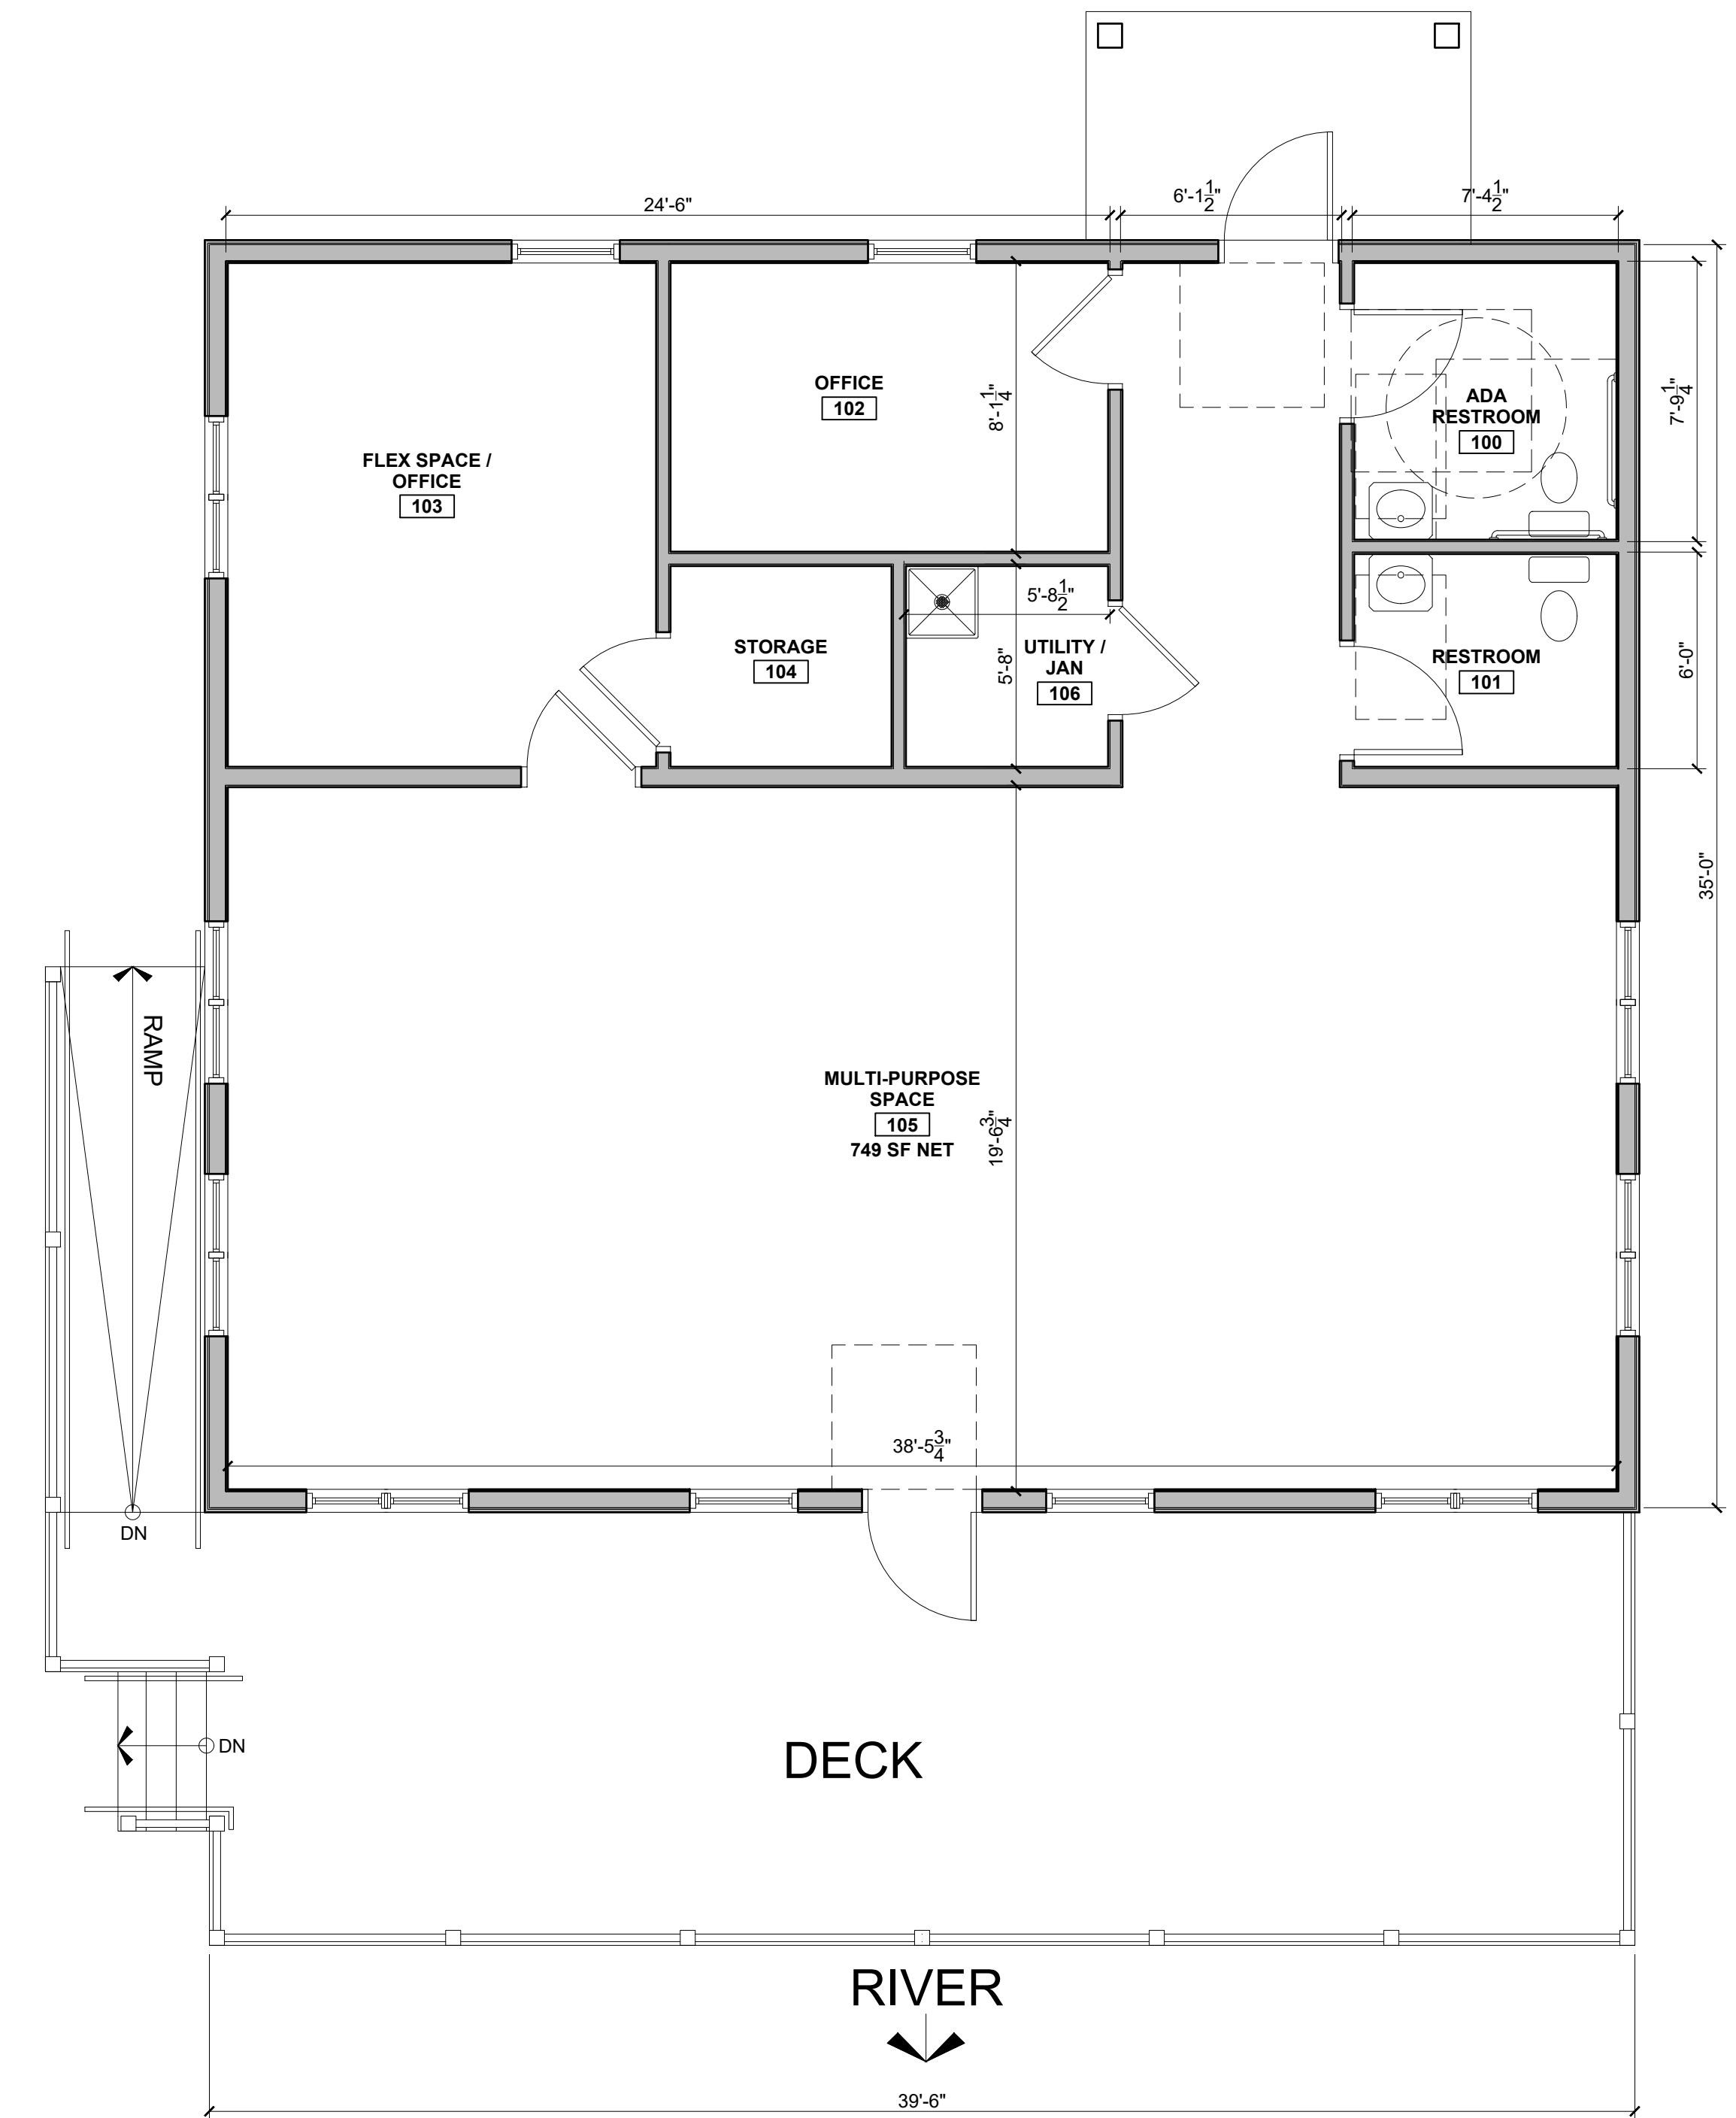 24'-6"
6'-1 1/2"
7'-4 1/2"
OFFICE
102
8'-1 1/4"
ADA
RESTROOM
100
7'-9 1/4"
FLEX SPACE /
OFFICE
103
STORAGE
104
5'-8 1/2"
5'-8"
UTILITY /
JAN
106
RESTROOM
101
6'-0"
35'-0"
RAMP
MULTI-PURPOSE
SPACE
105
749 SF NET
19'-6 3/4"
38'-5 3/4"
DN
DN
DECK
RIVER
39'-6"